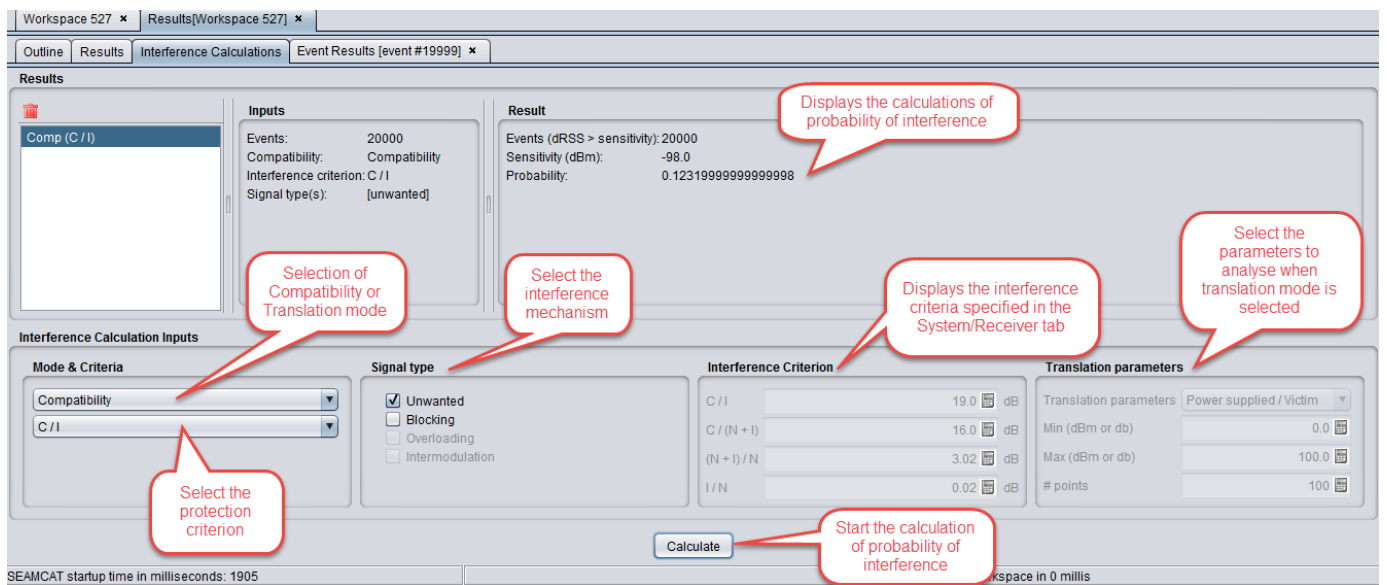 Workspace 527 × Results[Workspace 527] ×
Outline Results Interference Calculations Event Results [event #19999] ×
Results
Comp (C / I)
Inputs
Events: 20000
Compatibility: Compatibility
Interference criterion: C / I
Signal type(s): [unwanted]
Result
Events (dRSS > sensitivity): 20000
Sensitivity (dBm): -98.0
Probability: 0.12319999999999998
Displays the calculations of
probability of interference
Selection of
Compatibility or
Translation mode
Select the
interference
mechanism
Displays the interference
criteria specified in the
System/Receiver tab
Select the
parameters to
analyse when
translation mode is
selected
Interference Calculation Inputs
Mode & Criteria
Compatibility
C / I
Select the
protection
criterion
Signal type
Unwanted
Blocking
Overloading
Intermodulation
Interference Criterion
C / I 19.0 dB
C / (N + I) 16.0 dB
(N + I) / N 3.02 dB
I / N 0.02 dB
Translation parameters
Translation parameters Power supplied / Victim
Min (dBm or db) 0.0
Max (dBm or db) 100.0
# points 100
Calculate
Start the calculation
of probability of
interference
SEAMCAT startup time in milliseconds: 1905
kspace in 0 millis